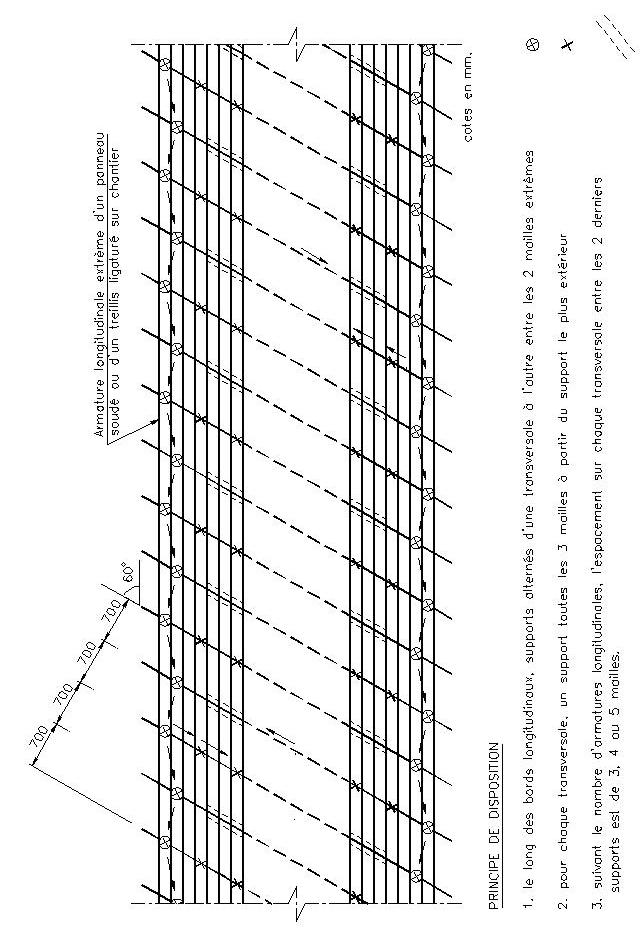 Armature longitudinale extrême d'un panneau
soudé ou d'un treillis ligaturé sur chantier
700
700
700
700
60°
cotes en mm.
PRINCIPE DE DISPOSITION
1. le long des bords longitudinaux, supports alternés d'une transversale à l'autre entre les 2 mailles extrêmes
2. pour chaque transversale, un support toutes les 3 mailles à partir du support le plus extérieur
3. suivant le nombre d'armatures longitudinales, l'espacement sur chaque transversale entre les 2 derniers
supports est de 3, 4 ou 5 mailles.